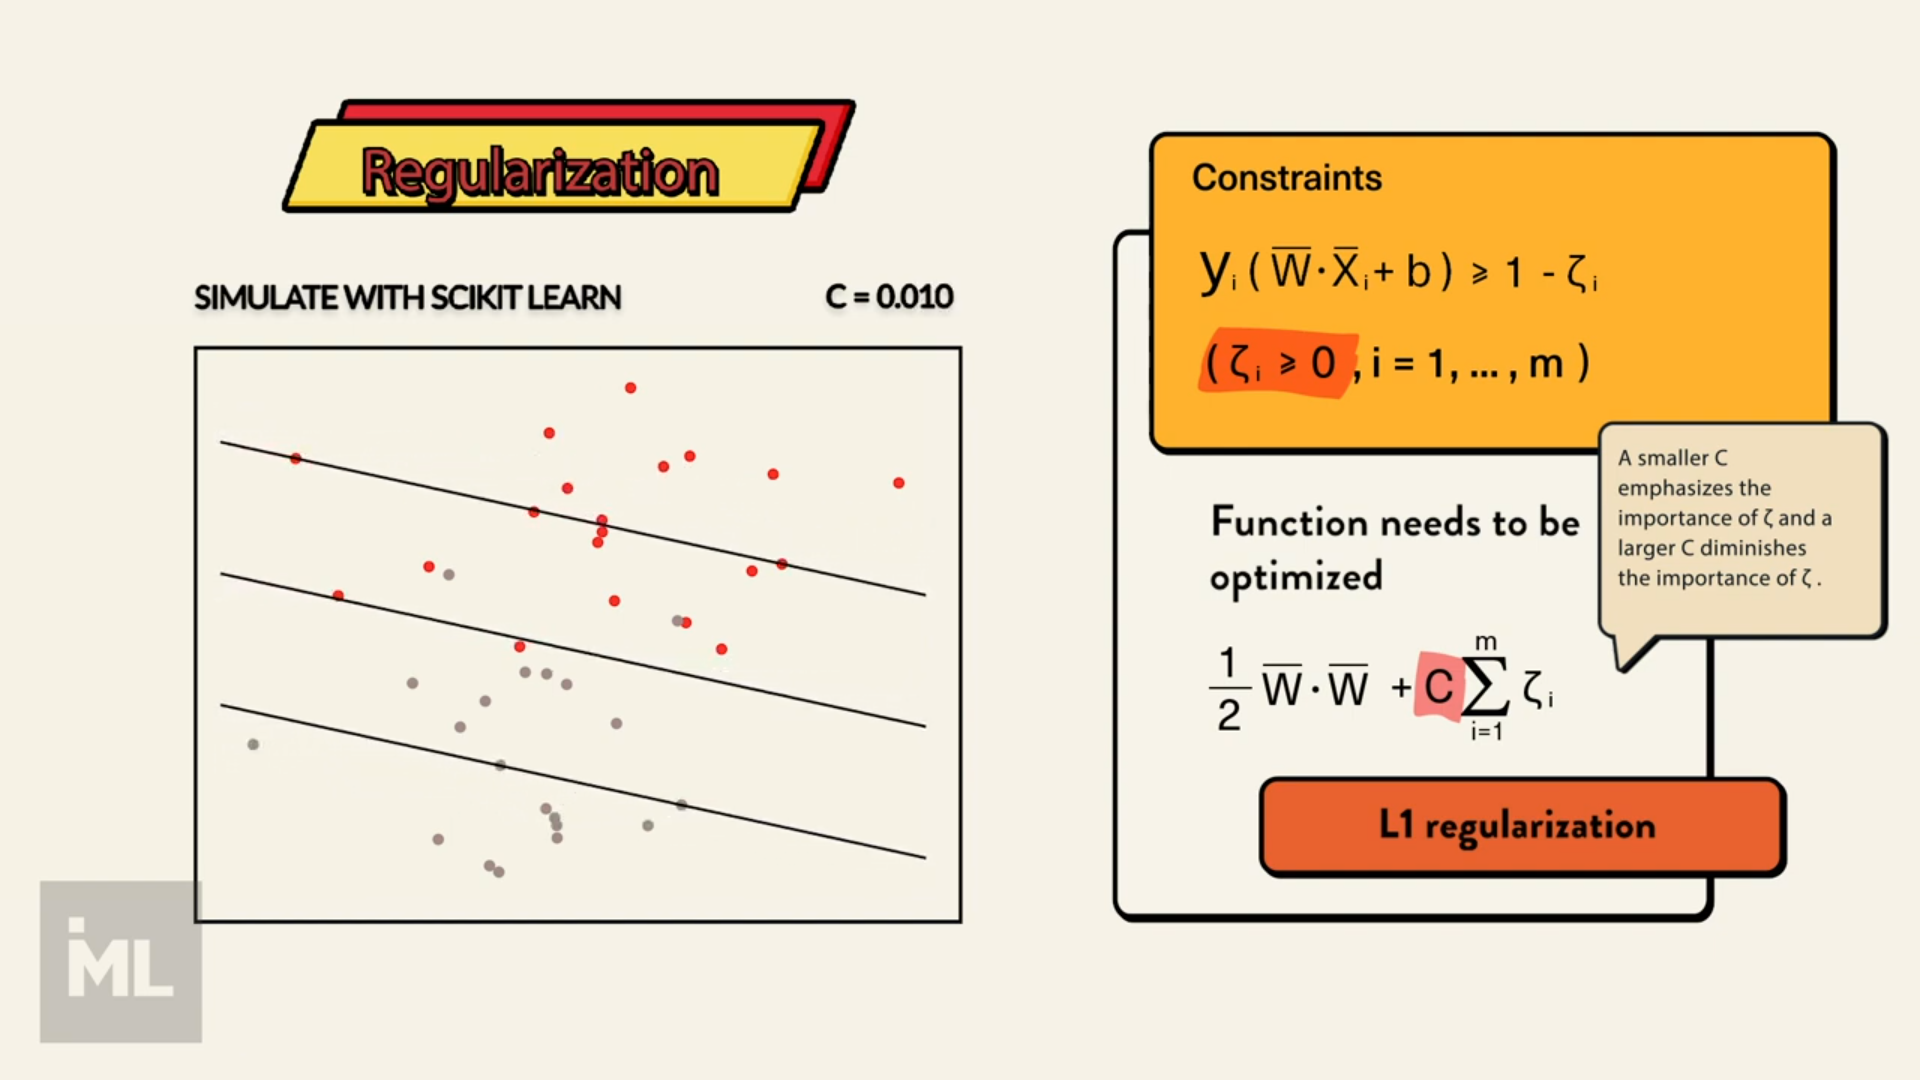 Regularization
SIMULATE WITH SCIKIT LEARN
C = 0.010
Constraints
yᵢ ( W̅ · X̅ᵢ + b ) ⩾ 1 - ζᵢ
( ζᵢ ⩾ 0 , i = 1, ... , m )
A smaller C
emphasizes the
importance of ζ and a
larger C diminishes
the importance of ζ .
Function needs to be
optimized
1/2 W̅ · W̅ + C ∑ᵢ₌₁ᵐ ζᵢ
L1 regularization
iML